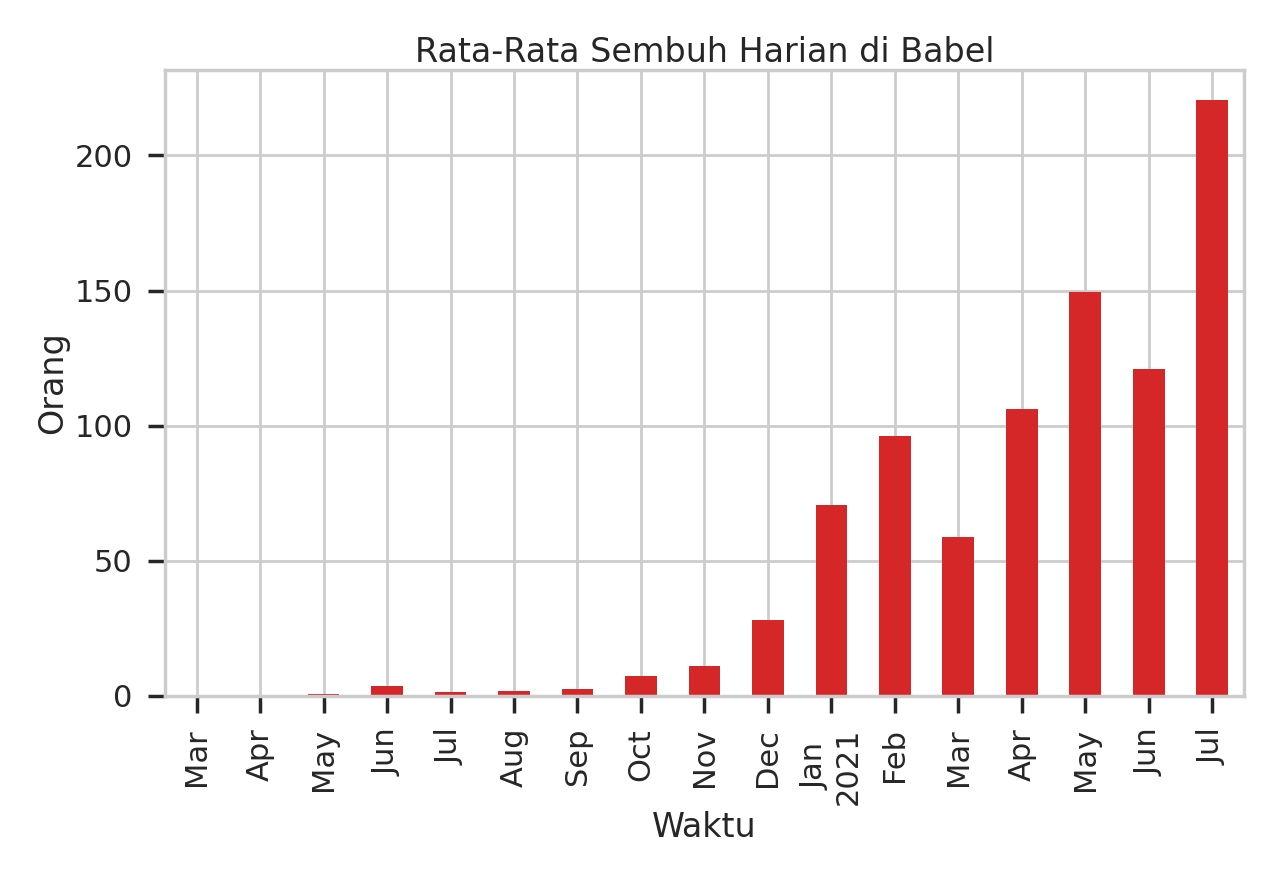 Rata-Rata Sembuh Harian di Babel
Orang
200
150
100
50
0
Mar
Apr
May
Jun
Jul
Aug
Sep
Oct
Nov
Dec
Jan
2021
Feb
Mar
Apr
May
Jun
Jul
Waktu